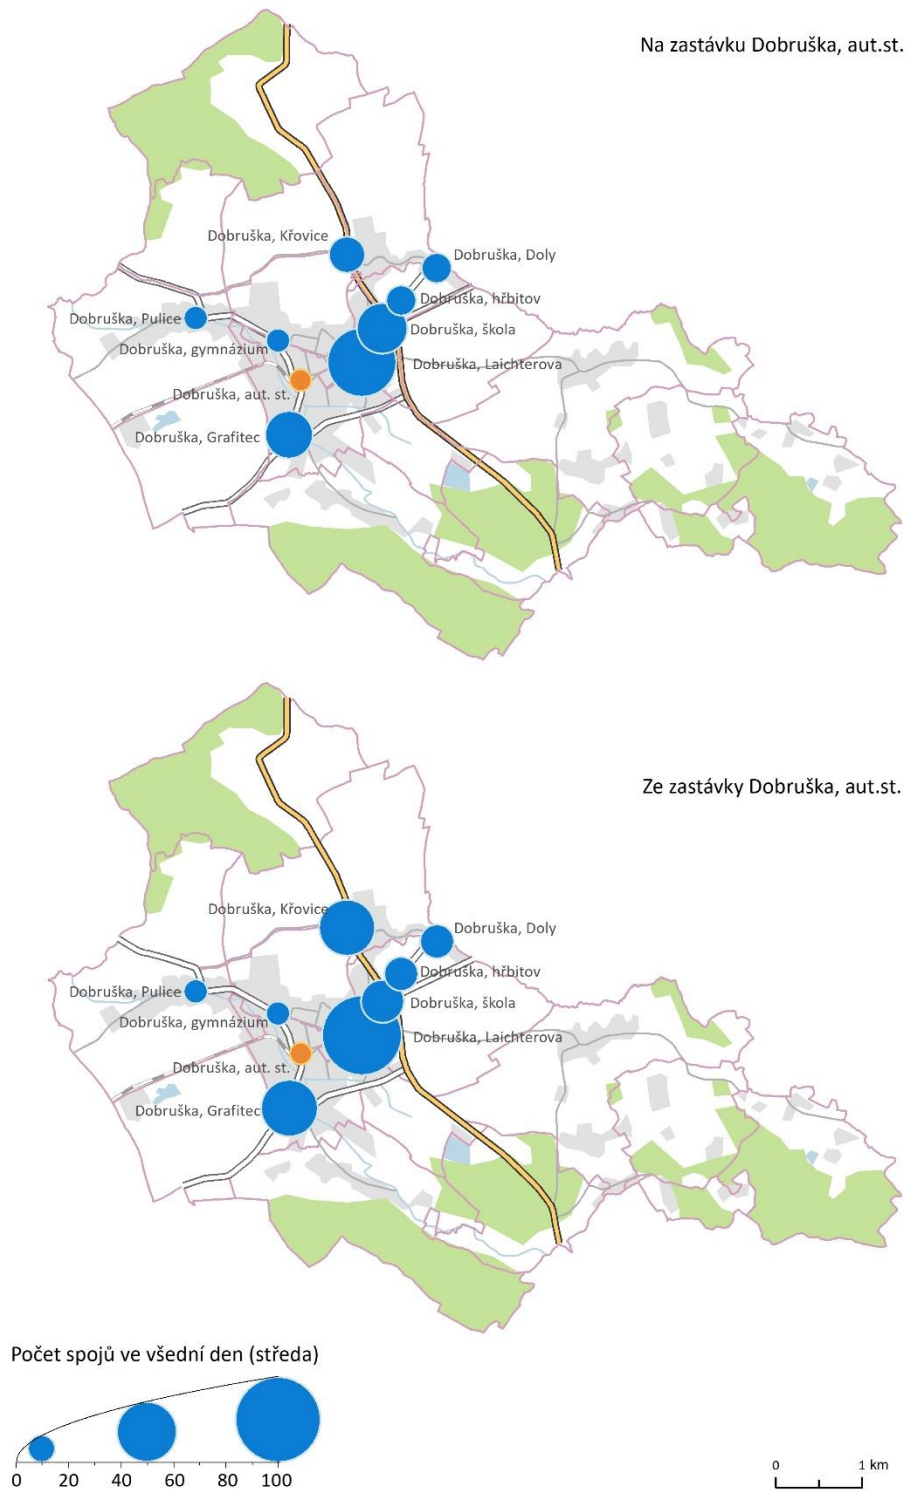 Na zastávku Dobruška, aut.st.
Dobruška, Křovice
Dobruška, Doly
Dobruška, hřbitov
Dobruška, Pulice
Dobruška, škola
Dobruška, gymnázium
Dobruška, Laichterova
Dobruška, aut. st.
Dobruška, Grafitec
Ze zastávky Dobruška, aut.st.
Dobruška, Křovice
Dobruška, Doly
Dobruška, hřbitov
Dobruška, Pulice
Dobruška, škola
Dobruška, gymnázium
Dobruška, Laichterova
Dobruška, aut. st.
Dobruška, Grafitec
Počet spojů ve všední den (středa)
0 20 40 60 80 100
0 1 km